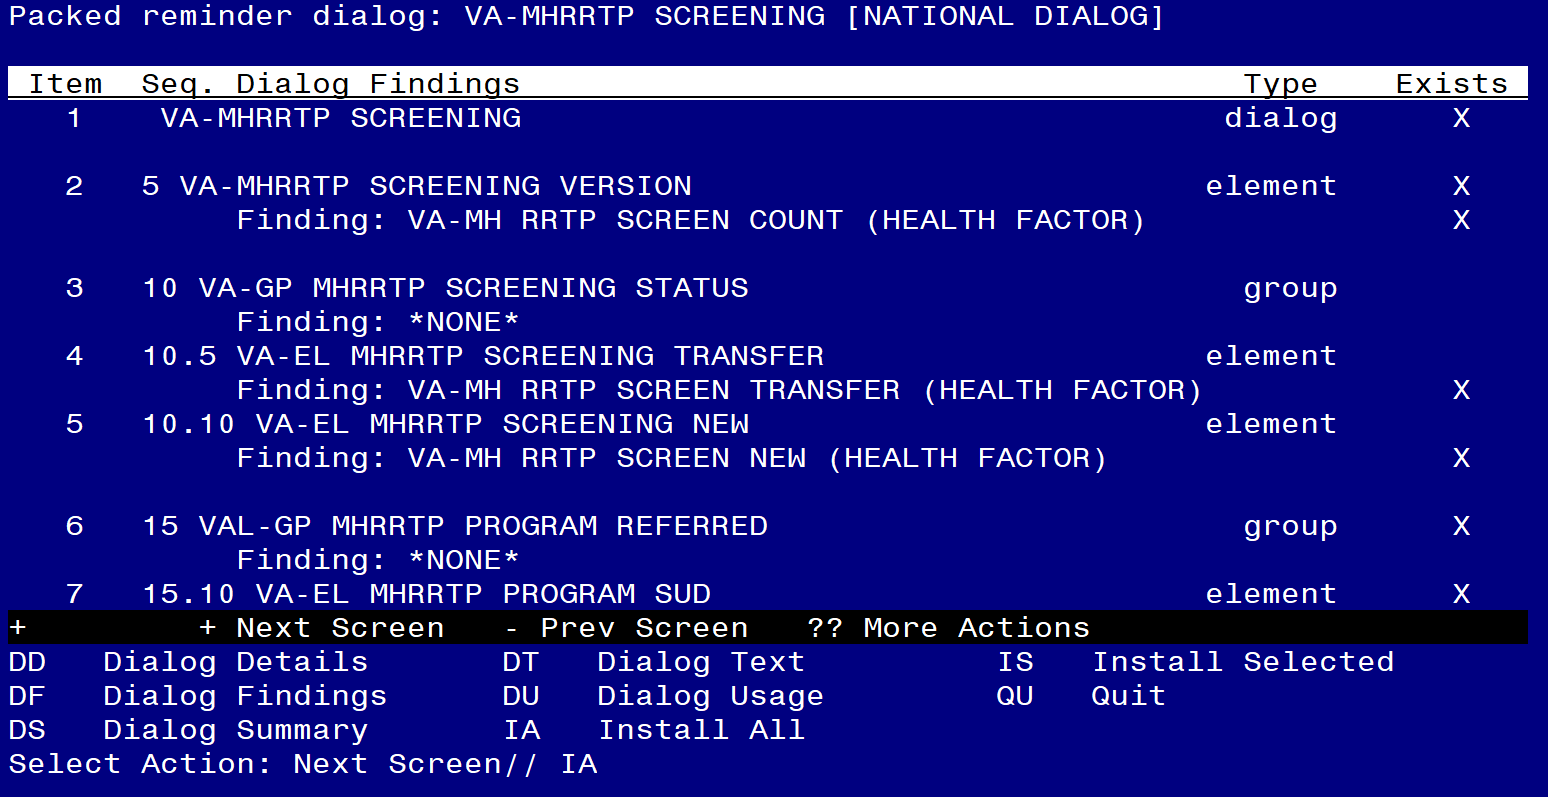 Packed reminder dialog: VA-MHRRTP SCREENING [NATIONAL DIALOG]
Item Seq. Dialog Findings Type Exists
1 VA-MHRRTP SCREENING dialog X
2 5 VA-MHRRTP SCREENING VERSION element X
Finding: VA-MH RRTP SCREEN COUNT (HEALTH FACTOR) X
3 10 VA-GP MHRRTP SCREENING STATUS group
Finding: *NONE*
4 10.5 VA-EL MHRRTP SCREENING TRANSFER element
Finding: VA-MH RRTP SCREEN TRANSFER (HEALTH FACTOR) X
5 10.10 VA-EL MHRRTP SCREENING NEW element
Finding: VA-MH RRTP SCREEN NEW (HEALTH FACTOR) X
6 15 VAL-GP MHRRTP PROGRAM REFERRED group X
Finding: *NONE*
7 15.10 VA-EL MHRRTP PROGRAM SUD element X
+ + Next Screen - Prev Screen ?? More Actions
DD Dialog Details DT Dialog Text IS Install Selected
DF Dialog Findings DU Dialog Usage QU Quit
DS Dialog Summary IA Install All
Select Action: Next Screen// IA